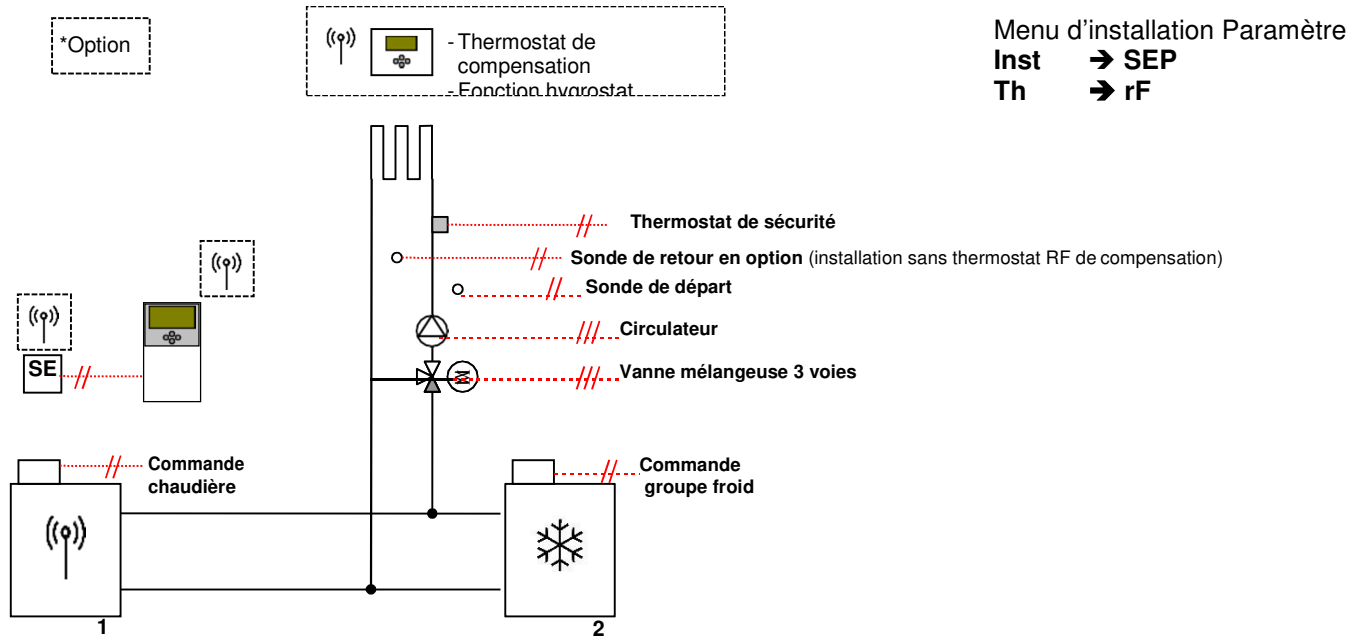 *Option
- Thermostat de
compensation
- Fonction hygrostat
Menu d'installation Paramètre
Inst ➔ SEP
Th ➔ rF
Thermostat de sécurité
Sonde de retour en option (installation sans thermostat RF de compensation)
Sonde de départ
Circulateur
Vanne mélangeuse 3 voies
SE
Commande
chaudière
Commande
groupe froid
1
2